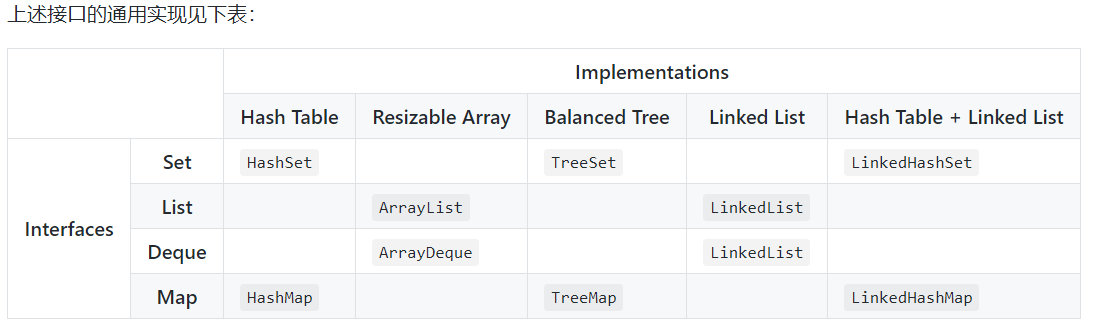 上述接口的通用实现见下表：
Implementations
Hash Table Resizable Array Balanced Tree Linked List Hash Table + Linked List
Interfaces
Set HashSet TreeSet LinkedHashSet
List ArrayList LinkedList
Deque ArrayDeque LinkedList
Map HashMap TreeMap LinkedHashMap